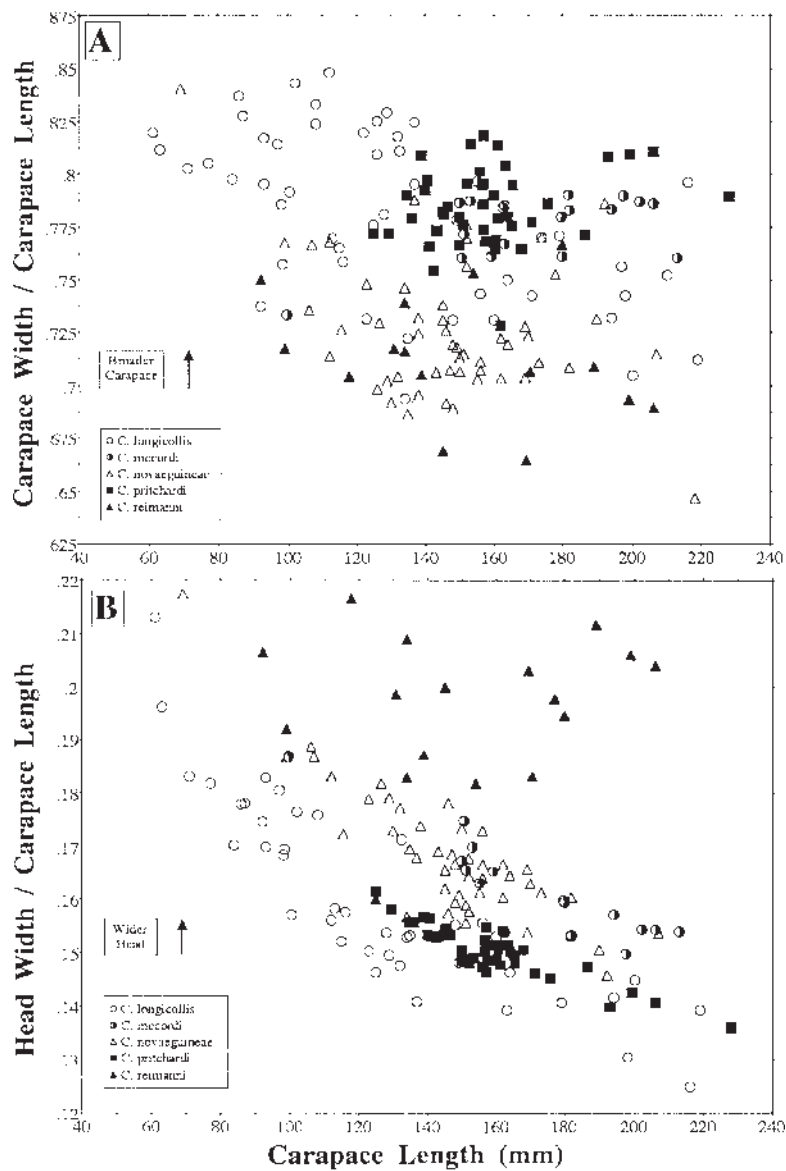 A
Carapace Width / Carapace Length
875
.85
825
.8
.775
.75
.725
.7
675
.65
625
Broader
Carapace
C. longicollis
C. mccordi
C. novaeguineae
C. pritchardi
C. reimanni
40 60 80 100 120 140 160 180 200 220 240
B
Head Width / Carapace Length
.22
.21
.2
.19
.18
.17
.16
.15
.14
.13
.12
Wider
Head
C. longicollis
C. mccordi
C. novaeguineae
C. pritchardi
C. reimanni
40 60 80 100 120 140 160 180 200 220 240
Carapace Length (mm)